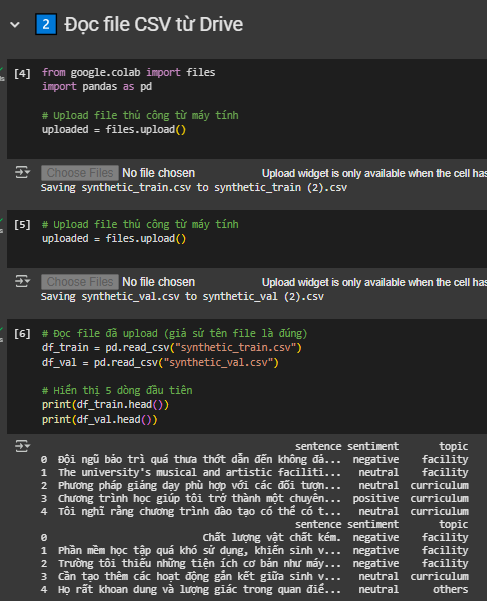 2 Đọc file CSV từ Drive
[4] from google.colab import files
import pandas as pd
# Upload file thủ công từ máy tính
uploaded = files.upload()
Choose Files No file chosen Upload widget is only available when the cell has
Saving synthetic_train.csv to synthetic_train (2).csv
[5] # Upload file thủ công từ máy tính
uploaded = files.upload()
Choose Files No file chosen Upload widget is only available when the cell has
Saving synthetic_val.csv to synthetic_val (2).csv
[6] # Đọc file đã upload (giả sử tên file là đúng)
df_train = pd.read_csv("synthetic_train.csv")
df_val = pd.read_csv("synthetic_val.csv")
# Hiển thị 5 dòng đầu tiên
print(df_train.head())
print(df_val.head())
sentence sentiment topic
0 Đội ngũ bảo trì quá thưa thớt dẫn đến không đả... negative facility
1 The university's musical and artistic faciliti... neutral facility
2 Phương pháp giảng dạy phù hợp với các đối tượn... neutral curriculum
3 Chương trình học giúp tôi trở thành một chuyên... positive curriculum
4 Tôi nghĩ rằng chương trình đào tạo có thể có t... neutral curriculum
sentence sentiment topic
0 Chất lượng vật chất kém. negative facility
1 Phần mềm học tập quá khó sử dụng, khiến sinh v... negative facility
2 Trường tôi thiếu những tiện ích cơ bản như máy... negative facility
3 Cần tạo thêm các hoạt động gắn kết giữa sinh v... neutral curriculum
4 Họ rất khoan dung và lượng giác trong quan điể... neutral others